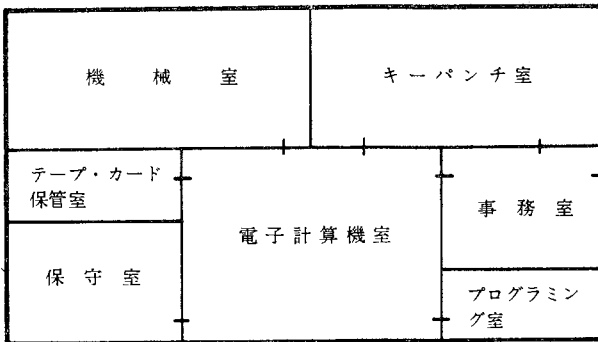 機械室
キーパンチ室
テープ・カード
保管室
電子計算機室
事務室
保守室
プログラミン
グ室